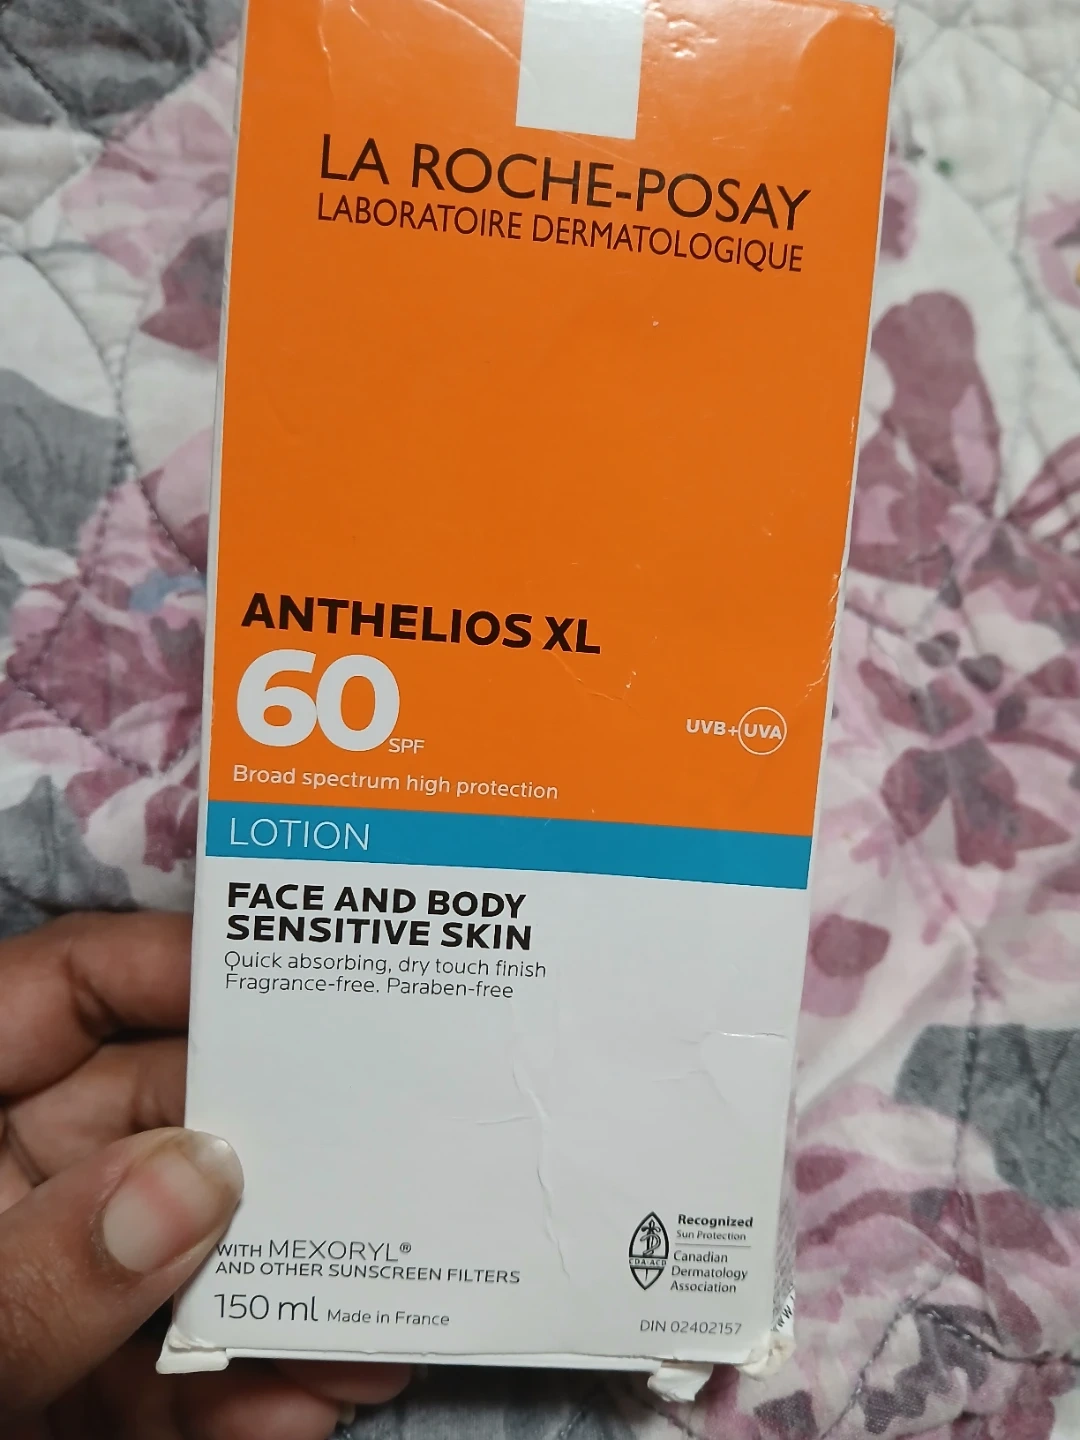 LA ROCHE-POSAY
LABORATOIRE DERMATOLOGIQUE
ANTHELIOS XL
60 SPF
UVB+UVA
Broad spectrum high protection
LOTION
FACE AND BODY
SENSITIVE SKIN
Quick absorbing, dry touch finish
Fragrance-free. Paraben-free
WITH MEXORYL®
AND OTHER SUNSCREEN FILTERS
150 ml Made in France
Recognized
Sun Protection
CDA-ACD
Canadian
Dermatology
Association
DIN 02402157